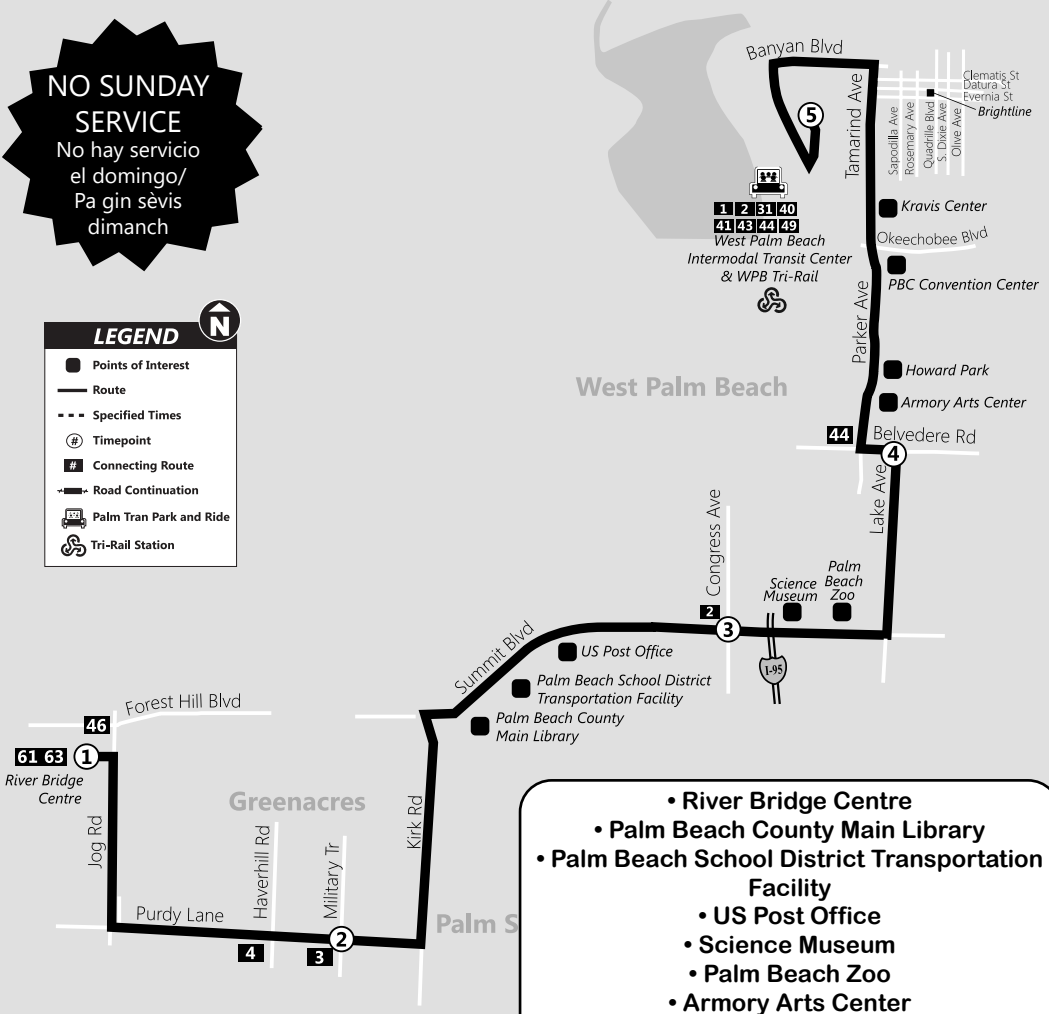 NO SUNDAY
SERVICE
No hay servicio
el domingo/
Pa gin sèvis
dimanch
N
LEGEND
Points of Interest
Route
Specified Times
# Timepoint
# Connecting Route
Road Continuation
Palm Tran Park and Ride
Tri-Rail Station
Banyan Blvd
5
Tamarind Ave
Clematis St
Datura St
Evernia St
Brightline
Sapodilla Ave
Rosemary Ave
Quadrille Blvd
S. Dixie Ave
Olive Ave
1 2 31 40
41 43 44 49
West Palm Beach
Intermodal Transit Center
& WPB Tri-Rail
Kravis Center
Okeechobee Blvd
PBC Convention Center
Parker Ave
West Palm Beach
Howard Park
Armory Arts Center
44
Belvedere Rd
4
Lake Ave
Congress Ave
2
3
Science
Museum
Palm
Beach
Zoo
I-95
Summit Blvd
US Post Office
Palm Beach School District
Transportation Facility
Palm Beach County
Main Library
Forest Hill Blvd
46
61 63
1
River Bridge
Centre
Jog Rd
Greenacres
Haverhill Rd
Military Tr
Kirk Rd
Purdy Lane
4
3
2
Palm S
• River Bridge Centre
• Palm Beach County Main Library
• Palm Beach School District Transportation
Facility
• US Post Office
• Science Museum
• Palm Beach Zoo
• Armory Arts Center